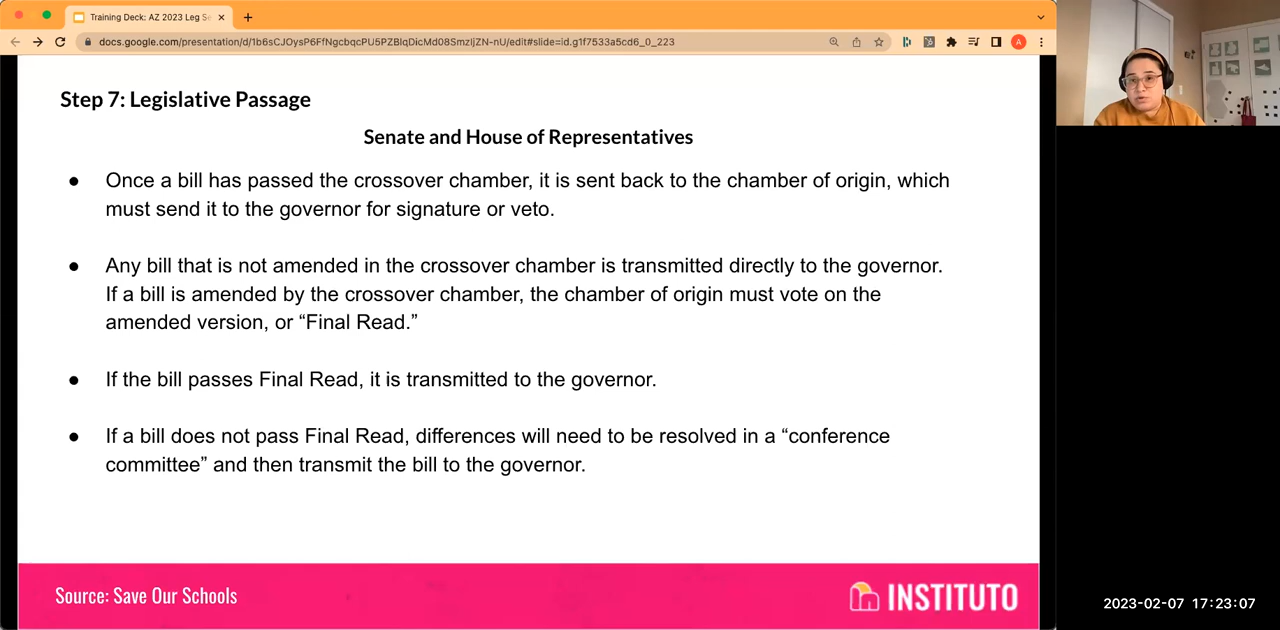 Training Deck: AZ 2023 Leg Se
docs.google.com/presentation/d/1b6sCJOysP6FfNgcbqcPU5PZBlqDicMd08SmzIjZN-nU/edit#slide=id.g1f7533a5cd6_0_223
A
Step 7: Legislative Passage
Senate and House of Representatives
● Once a bill has passed the crossover chamber, it is sent back to the chamber of origin, which
must send it to the governor for signature or veto.
● Any bill that is not amended in the crossover chamber is transmitted directly to the governor.
If a bill is amended by the crossover chamber, the chamber of origin must vote on the
amended version, or “Final Read.”
● If the bill passes Final Read, it is transmitted to the governor.
● If a bill does not pass Final Read, differences will need to be resolved in a “conference
committee” and then transmit the bill to the governor.
Source: Save Our Schools
INSTITUTO
2023-02-07 17:23:07